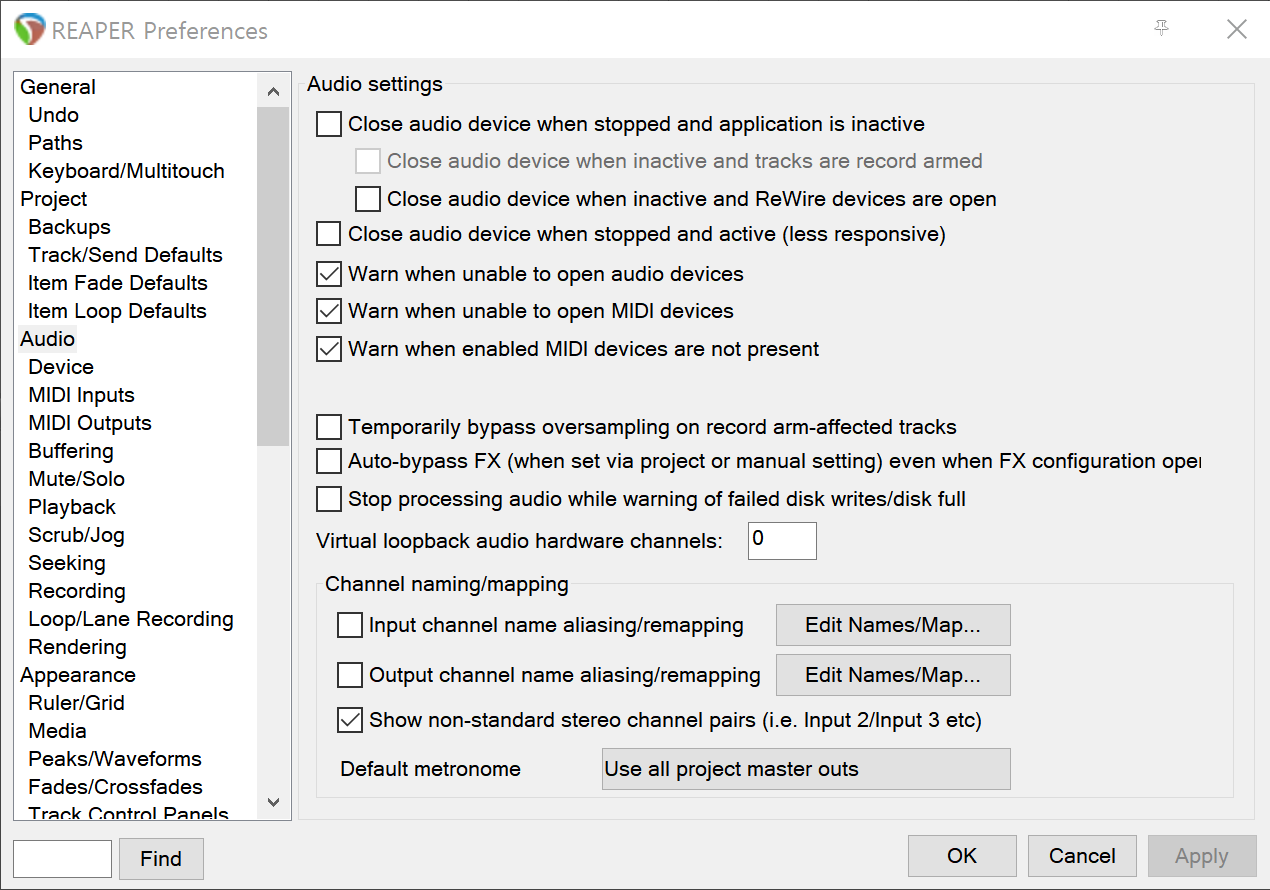 REAPER Preferences
General
Undo
Paths
Keyboard/Multitouch
Project
Backups
Track/Send Defaults
Item Fade Defaults
Item Loop Defaults
Audio
Device
MIDI Inputs
MIDI Outputs
Buffering
Mute/Solo
Playback
Scrub/Jog
Seeking
Recording
Loop/Lane Recording
Rendering
Appearance
Ruler/Grid
Media
Peaks/Waveforms
Fades/Crossfades
Track Control Panels
Find
Audio settings
Close audio device when stopped and application is inactive
Close audio device when inactive and tracks are record armed
Close audio device when inactive and ReWire devices are open
Close audio device when stopped and active (less responsive)
Warn when unable to open audio devices
Warn when unable to open MIDI devices
Warn when enabled MIDI devices are not present
Temporarily bypass oversampling on record arm-affected tracks
Auto-bypass FX (when set via project or manual setting) even when FX configuration oper
Stop processing audio while warning of failed disk writes/disk full
Virtual loopback audio hardware channels: 0
Channel naming/mapping
Input channel name aliasing/remapping Edit Names/Map...
Output channel name aliasing/remapping Edit Names/Map...
Show non-standard stereo channel pairs (i.e. Input 2/Input 3 etc)
Default metronome Use all project master outs
OK Cancel Apply